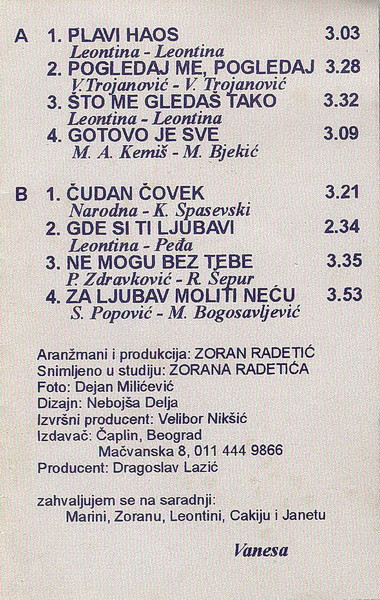 A 1. PLAVI HAOS 3.03
Leontina - Leontina
2. POGLEDAJ ME, POGLEDAJ 3.28
V.Trojanović - V. Trojanović
3. ŠTO ME GLEDAŠ TAKO 3.32
Leontina - Leontina
4. GOTOVO JE SVE 3.09
M. A. Kemiš - M. Bjekić
B 1. ČUDAN ČOVEK 3.21
Narodna - K. Spasevski
2. GDE SI TI LJUBAVI 2.34
Leontina - Peđa
3. NE MOGU BEZ TEBE 3.35
P. Zdravković - R. Šepur
4. ZA LJUBAV MOLITI NEĆU 3.53
S. Popović - M. Bogosavljević
Aranžmani i produkcija: ZORAN RADETIĆ
Snimljeno u studiju: ZORANA RADETIĆA
Foto: Dejan Milićević
Dizajn: Nebojša Delja
Izvršni producent: Velibor Nikšić
Izdavač: Čaplin, Beograd
Mačvanska 8, 011 444 9866
Producent: Dragoslav Lazić
zahvaljujem se na saradnji:
Marini, Zoranu, Leontini, Cakiju i Janetu
Vanesa